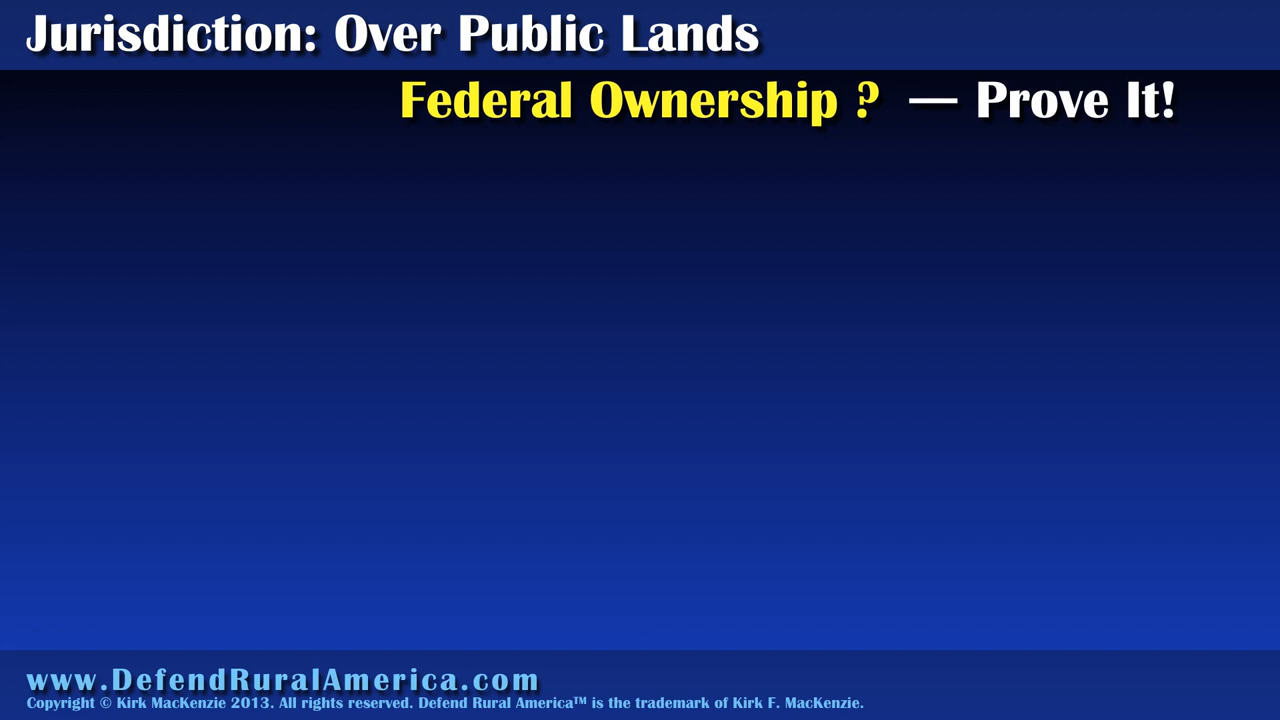 Jurisdiction: Over Public Lands
Federal Ownership ? — Prove It!
www.DefendRuralAmerica.com
Copyright © Kirk MacKenzie 2013. All rights reserved. Defend Rural America™ is the trademark of Kirk F. MacKenzie.